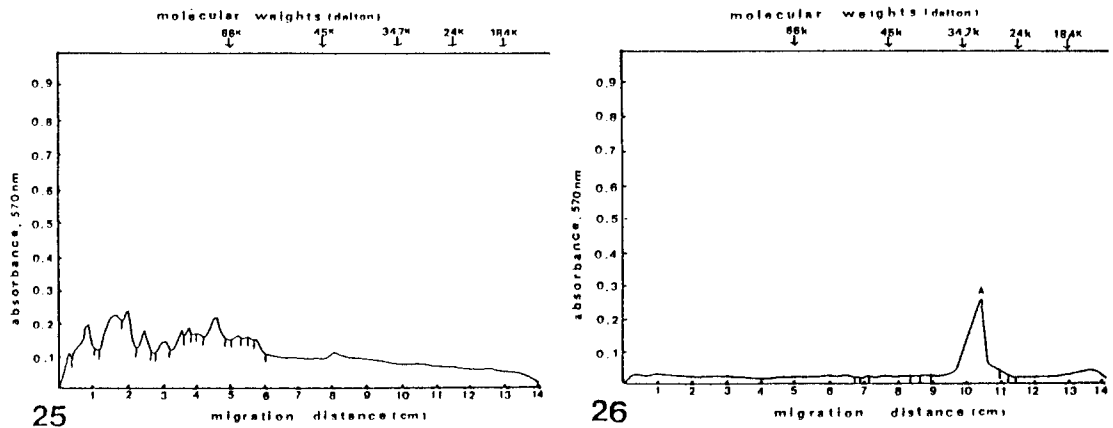 molecular weights (dalton)
66K 45K 34.7K 24K 18.4K
0.9
0.8
0.7
0.6
0.5
0.4
0.3
0.2
0.1
absorbance, 570nm
1 2 3 4 5 6 7 8 9 10 11 12 13 14
migration distance (cm)
25
molecular weights (dalton)
66k 45k 34.7k 24k 18.4K
0.9
0.8
0.7
0.6
0.5
0.4
0.3
0.2
0.1
absorbance, 570nm
A
1 2 3 4 5 6 7 8 9 10 11 12 13 14
migration distance (cm)
26